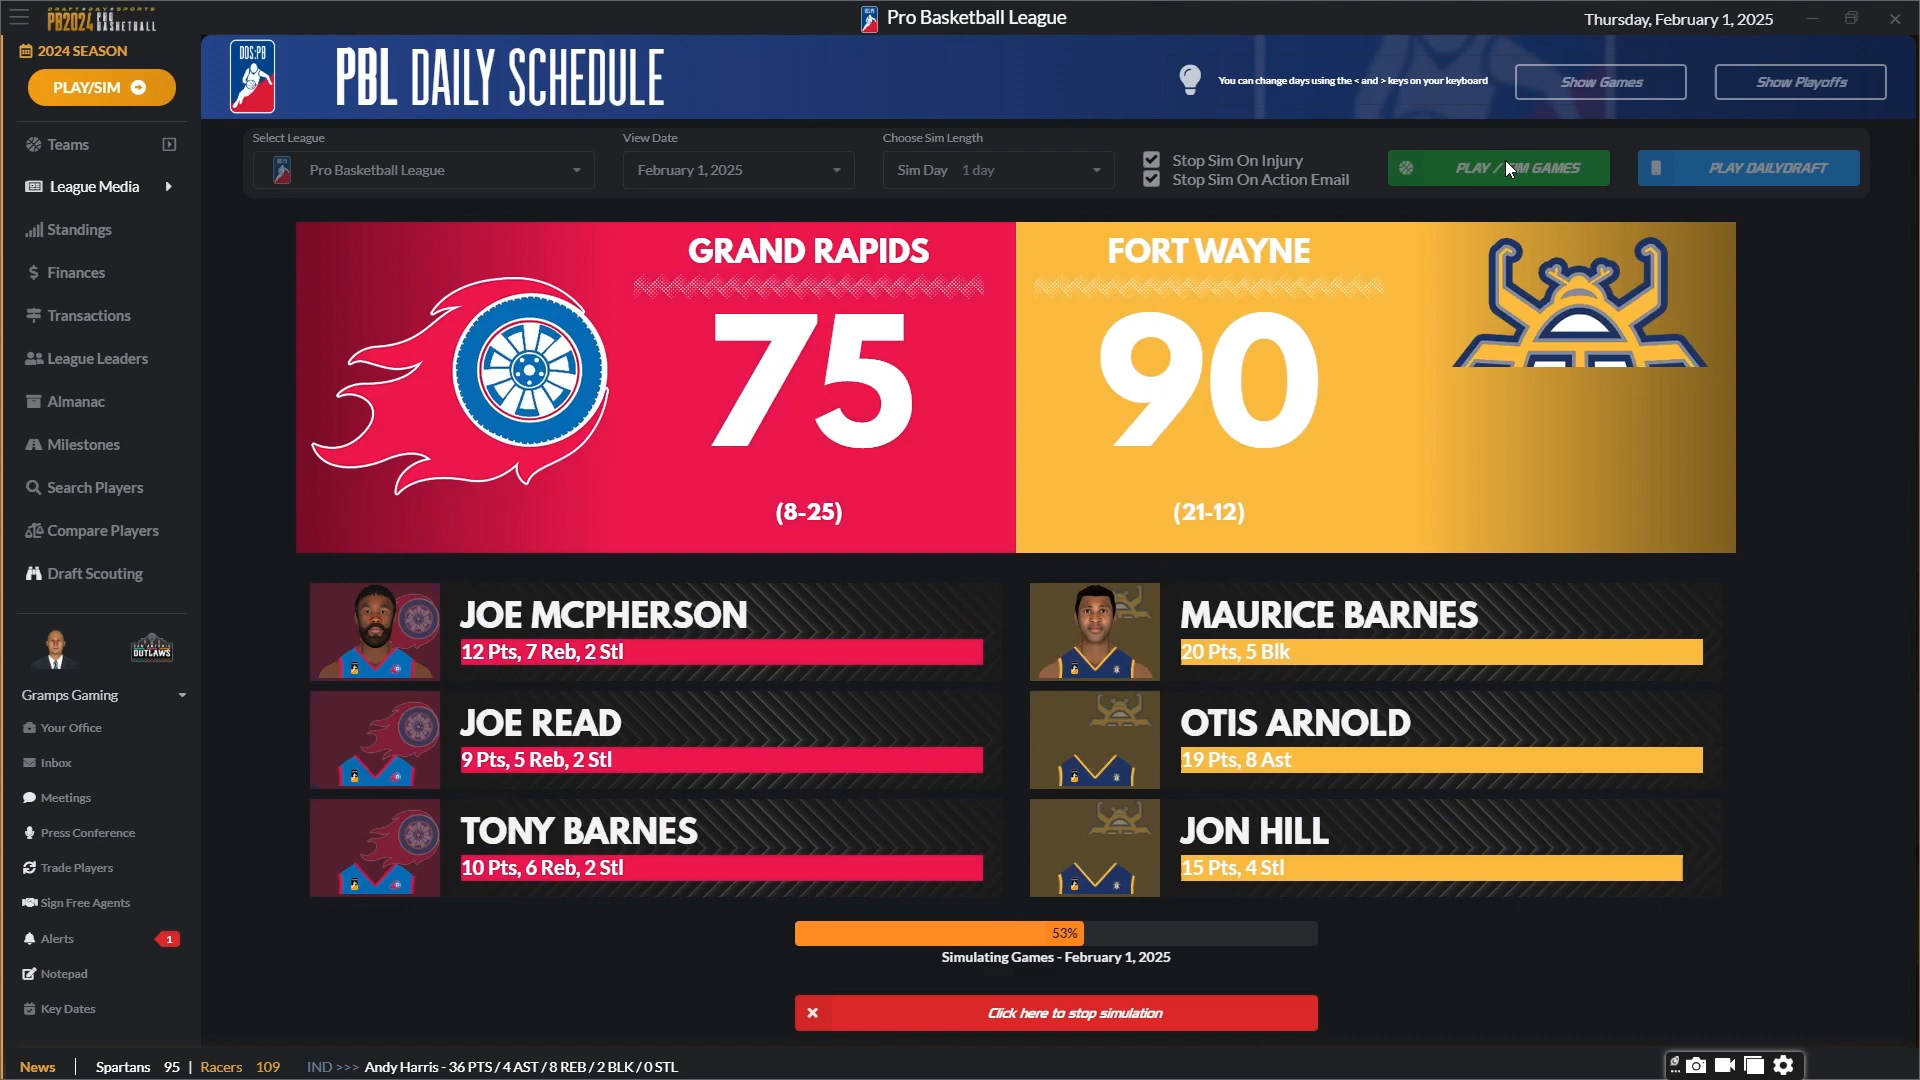 DRAFT DAY SPORTS
PB2024 PRO BASKETBALL
Pro Basketball League
Thursday, February 1, 2025
2024 SEASON
PLAY/SIM
DDS:PB
PBL DAILY SCHEDULE
You can change days using the < and > keys on your keyboard
Show Games
Show Playoffs
Select League
View Date
Choose Sim Length
Pro Basketball League
February 1, 2025
Sim Day 1 day
Stop Sim On Injury
Stop Sim On Action Email
PLAY / SIM GAMES
PLAY DAILYDRAFT
Teams
League Media
Standings
Finances
Transactions
League Leaders
Almanac
Milestones
Search Players
Compare Players
Draft Scouting
OUTLAWS
Gramps Gaming
Your Office
Inbox
Meetings
Press Conference
Trade Players
Sign Free Agents
Alerts 1
Notepad
Key Dates
GRAND RAPIDS
75
(8-25)
FORT WAYNE
90
(21-12)
JOE MCPHERSON
12 Pts, 7 Reb, 2 Stl
JOE READ
9 Pts, 5 Reb, 2 Stl
TONY BARNES
10 Pts, 6 Reb, 2 Stl
MAURICE BARNES
20 Pts, 5 Blk
OTIS ARNOLD
19 Pts, 8 Ast
JON HILL
15 Pts, 4 Stl
53%
Simulating Games - February 1, 2025
Click here to stop simulation
News | Spartans 95 | Racers 109 IND >>> Andy Harris - 36 PTS / 4 AST / 8 REB / 2 BLK / 0 STL